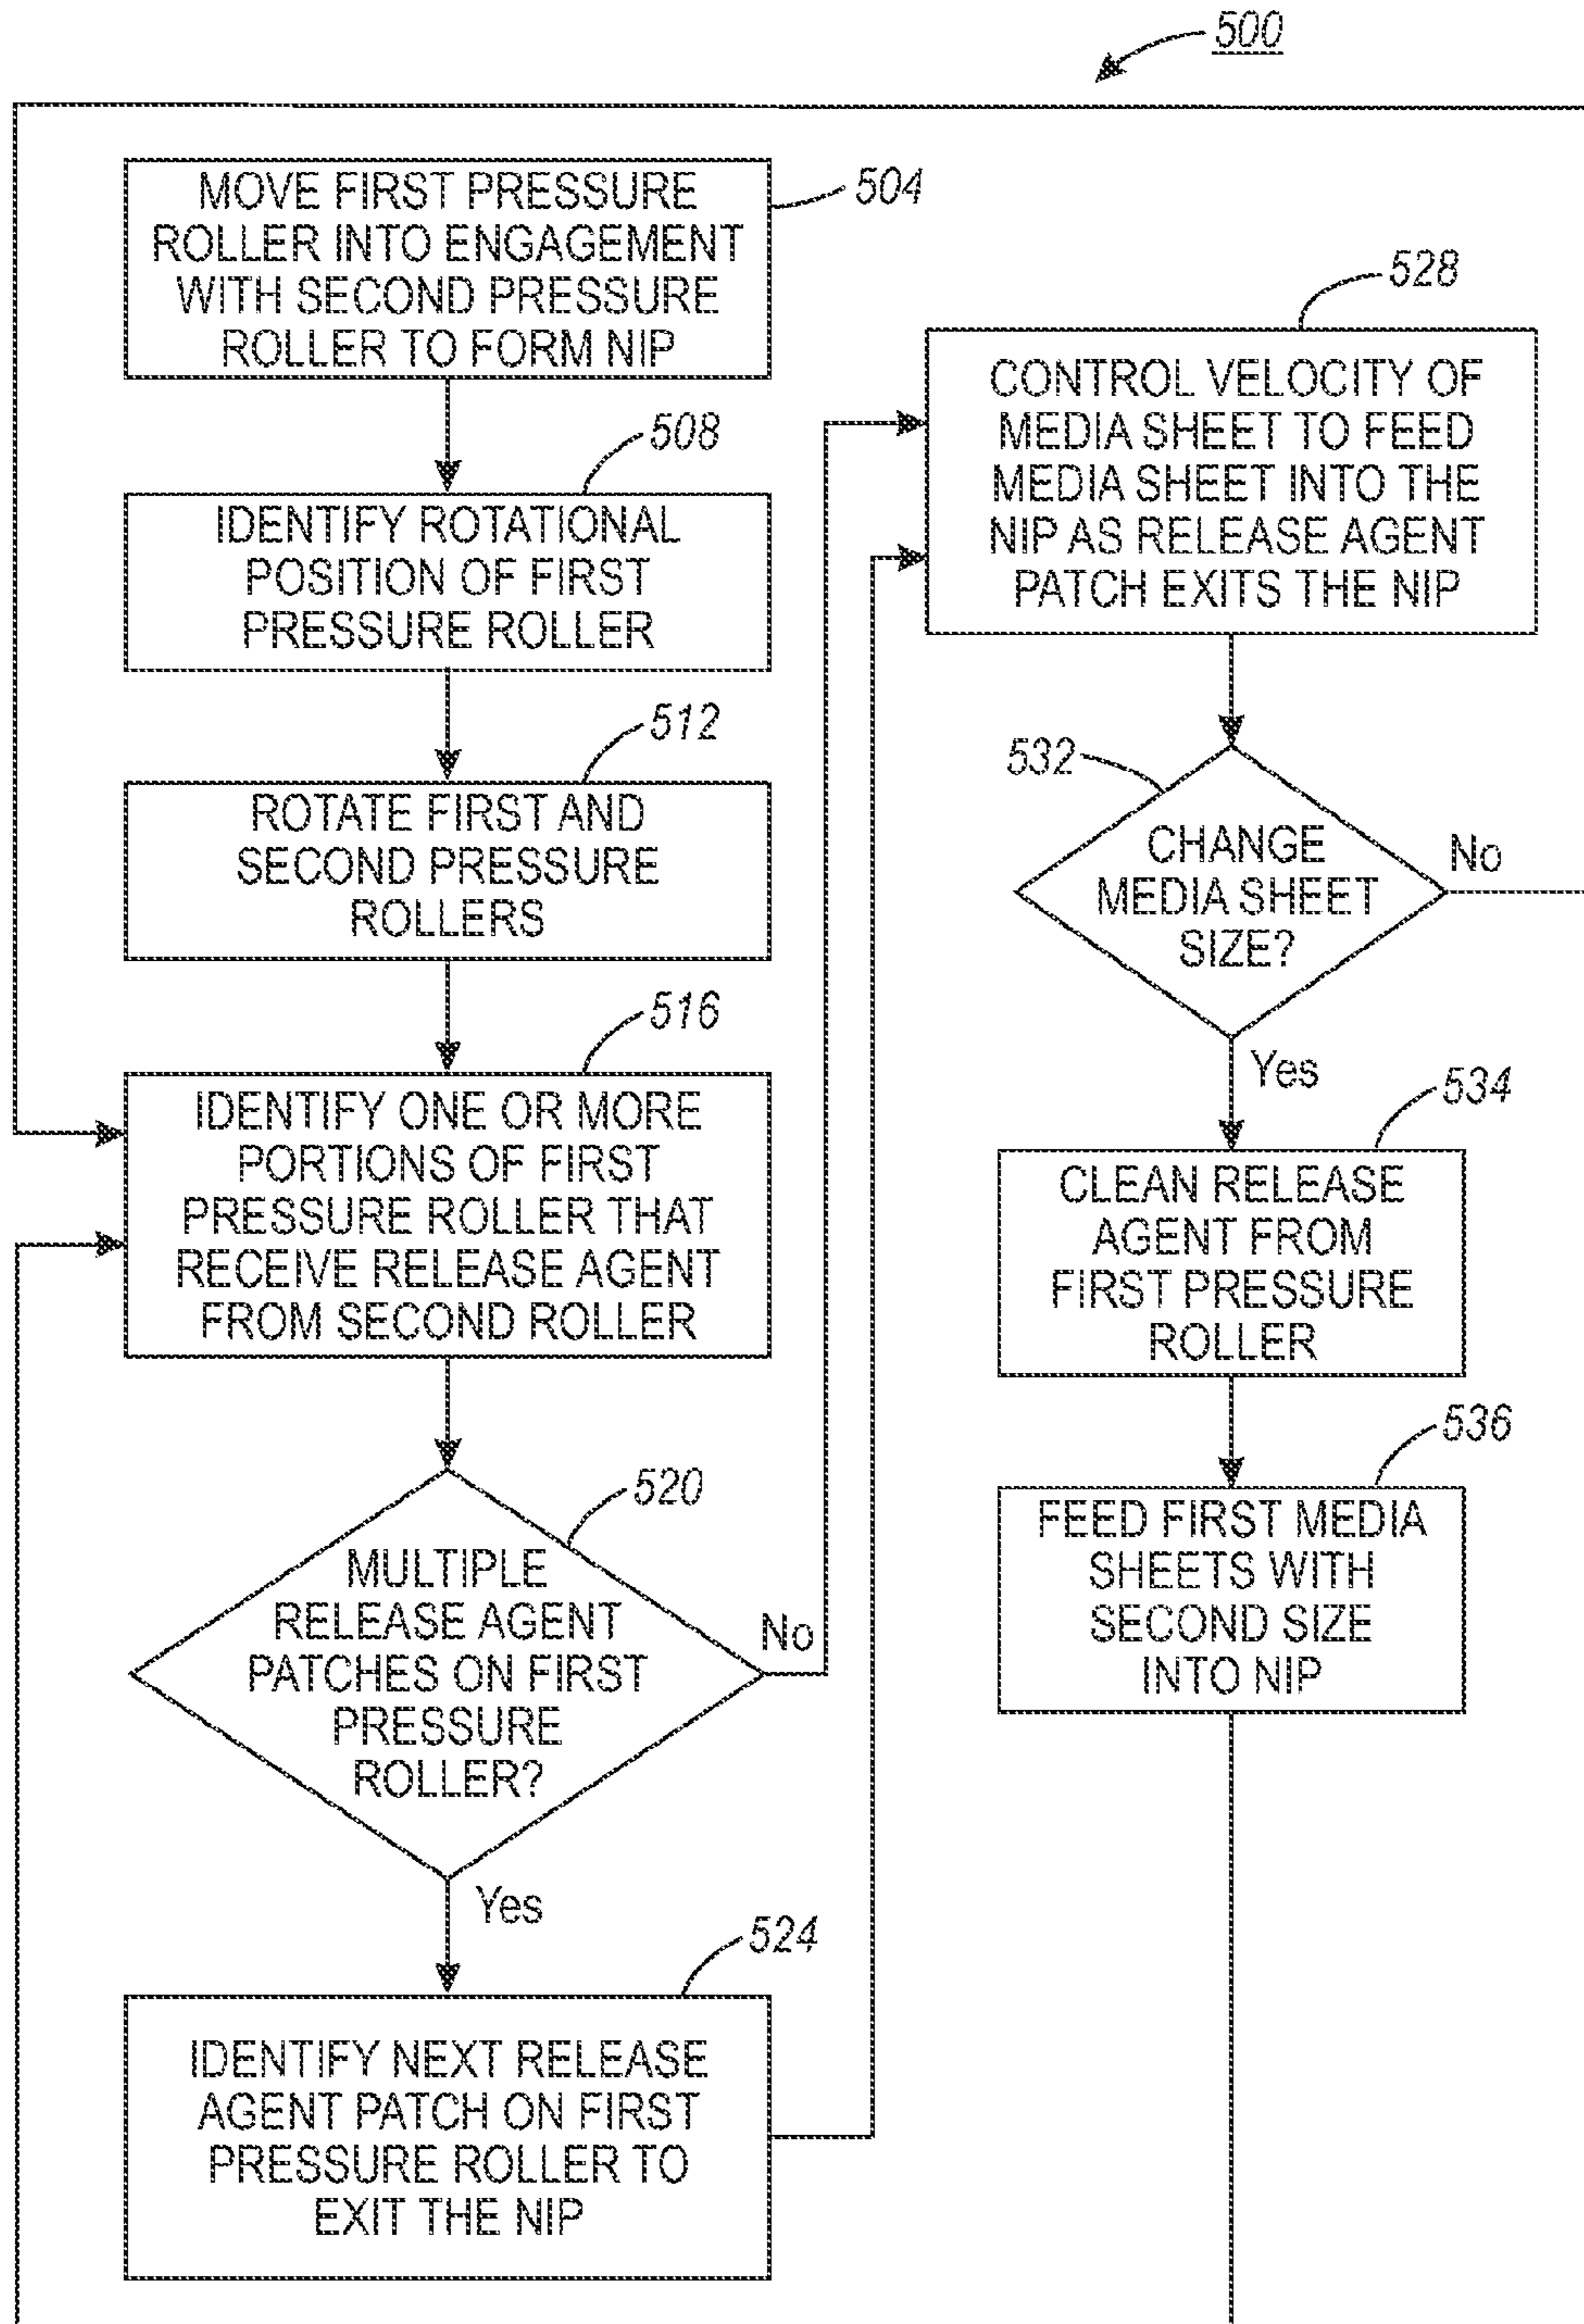 500
MOVE FIRST PRESSURE
ROLLER INTO ENGAGEMENT
WITH SECOND PRESSURE
ROLLER TO FORM NIP
504
508
IDENTIFY ROTATIONAL
POSITION OF FIRST
PRESSURE ROLLER
512
ROTATE FIRST AND
SECOND PRESSURE
ROLLERS
516
IDENTIFY ONE OR MORE
PORTIONS OF FIRST
PRESSURE ROLLER THAT
RECEIVE RELEASE AGENT
FROM SECOND ROLLER
520
MULTIPLE
RELEASE AGENT
PATCHES ON FIRST
PRESSURE
ROLLER?
No
Yes
524
IDENTIFY NEXT RELEASE
AGENT PATCH ON FIRST
PRESSURE ROLLER TO
EXIT THE NIP
528
CONTROL VELOCITY OF
MEDIA SHEET TO FEED
MEDIA SHEET INTO THE
NIP AS RELEASE AGENT
PATCH EXITS THE NIP
532
CHANGE
MEDIA SHEET
SIZE?
No
Yes
534
CLEAN RELEASE
AGENT FROM
FIRST PRESSURE
ROLLER
536
FEED FIRST MEDIA
SHEETS WITH
SECOND SIZE
INTO NIP